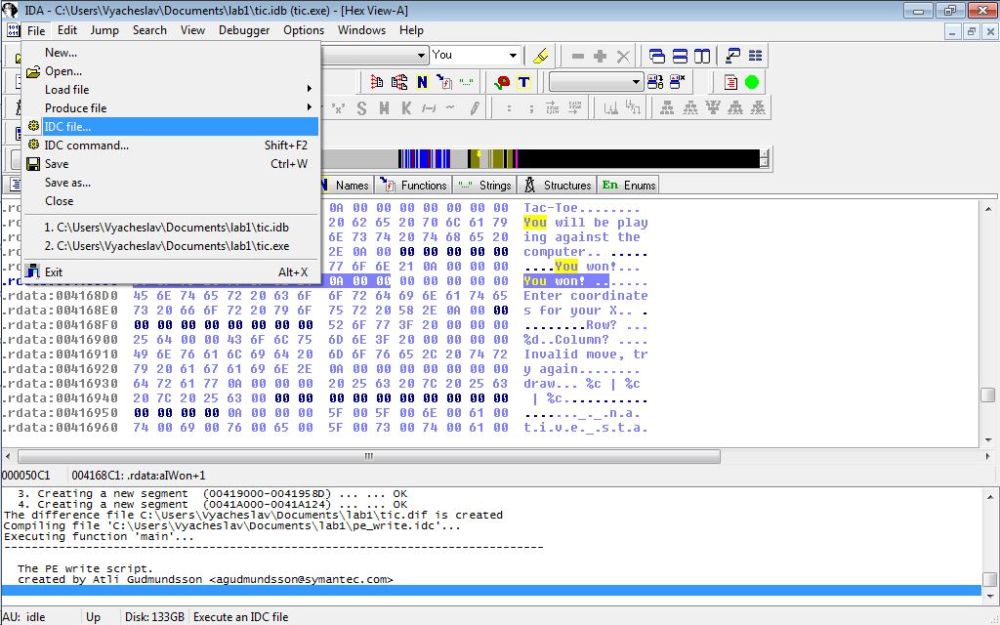 IDA - C:\Users\Vyacheslav\Documents\lab1\tic.idb (tic.exe) - [Hex View-A]
File Edit Jump Search View Debugger Options Windows Help
New...
You
Open...
Load file
Produce file
IDC file...
IDC command... Shift+F2
Save Ctrl+W
Save as...
Names Functions Strings Structures En Enums
Close
0A 00 00 00 00 00 00 00 Tac-Toe........
20 62 65 20 70 6C 61 79 You will be play
1. C:\Users\Vyacheslav\Documents\lab1\tic.idb
6E 73 74 20 74 68 65 20 ing against the
2. C:\Users\Vyacheslav\Documents\lab1\tic.exe
2E 0A 00 00 00 00 00 00 computer.. .....
77 6F 6E 21 0A 00 00 00 ....You won!...
Exit Alt+X
0A 00 00 00 00 00 00 00 You won! ........
.rdata:004168D0 45 6E 74 65 72 20 63 6F 6F 72 64 69 6E 61 74 65 Enter coordinate
.rdata:004168E0 73 20 66 6F 72 20 79 6F 75 72 20 58 2E 0A 00 00 s for your X.. .
.rdata:004168F0 00 00 00 00 00 00 00 00 52 6F 77 3F 20 00 00 00 ........Row? ...
.rdata:00416900 25 64 00 00 43 6F 6C 75 6D 6E 3F 20 00 00 00 00 %d..Column? ....
.rdata:00416910 49 6E 76 61 6C 69 64 20 6D 6F 76 65 2C 20 74 72 Invalid move, tr
.rdata:00416920 79 20 61 67 61 69 6E 2E 0A 00 00 00 00 00 00 00 y again........
.rdata:00416930 64 72 61 77 0A 00 00 00 20 25 63 20 7C 20 25 63 draw... %c | %c
.rdata:00416940 20 7C 20 25 63 00 00 00 00 00 00 00 00 00 00 00 | %c...........
.rdata:00416950 00 00 00 00 0A 00 00 00 5F 00 5F 00 6E 00 61 00 ........_._.n.a.
.rdata:00416960 74 00 69 00 76 00 65 00 5F 00 73 00 74 00 61 00 t.i.v.e._.s.t.a.
000050C1 004168C1: .rdata:aIWon+1
3. Creating a new segment (00419000-0041958D) ... ... OK
4. Creating a new segment (0041A000-0041A124) ... ... OK
The difference file C:\Users\Vyacheslav\Documents\lab1\tic.dif is created
Compiling file 'C:\Users\Vyacheslav\Documents\lab1\pe_write.idc'...
Executing function 'main'...
-------------------------------------------------------------------------------
The PE write script.
created by Atli Gudmundsson <agudmundsson@symantec.com>
AU: idle Up Disk: 133GB Execute an IDC file